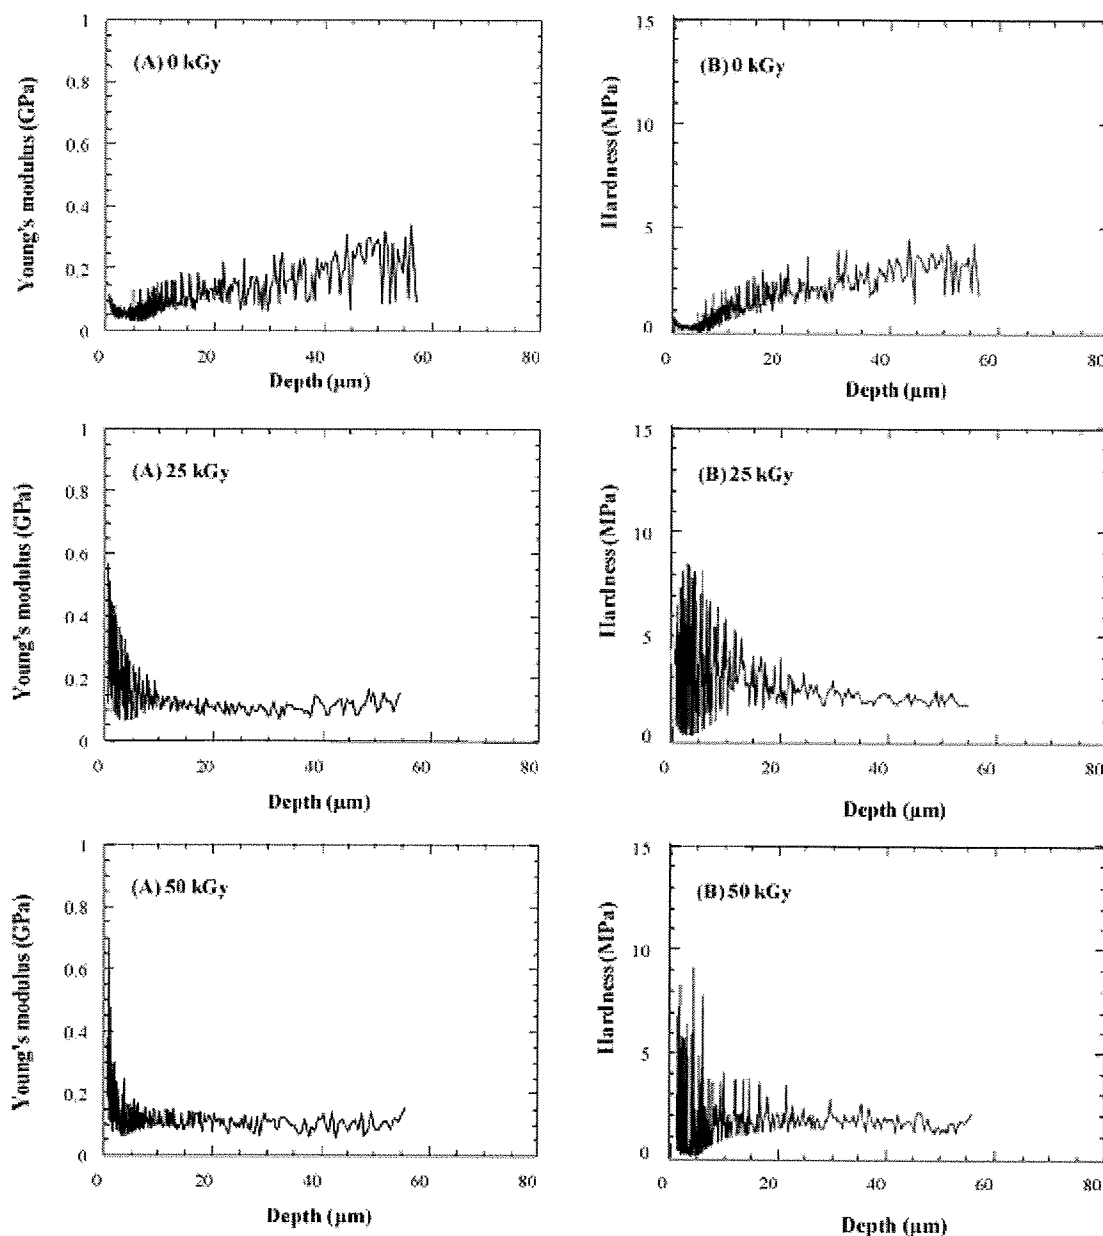 1
0.8
0.6
0.4
0.2
0
Young's modulus (GPa)
(A) 0 kGy
0 20 40 60 80
Depth (μm)
15
10
5
0
Hardness (MPa)
(B) 0 kGy
0 20 40 60 80
Depth (μm)
1
0.8
0.6
0.4
0.2
0
Young's modulus (GPa)
(A) 25 kGy
0 20 40 60 80
Depth (μm)
15
10
5
0
Hardness (MPa)
(B) 25 kGy
0 20 40 60 80
Depth (μm)
1
0.8
0.6
0.4
0.2
0
Young's modulus (GPa)
(A) 50 kGy
0 20 40 60 80
Depth (μm)
15
10
5
0
Hardness (MPa)
(B) 50 kGy
0 20 40 60 80
Depth (μm)